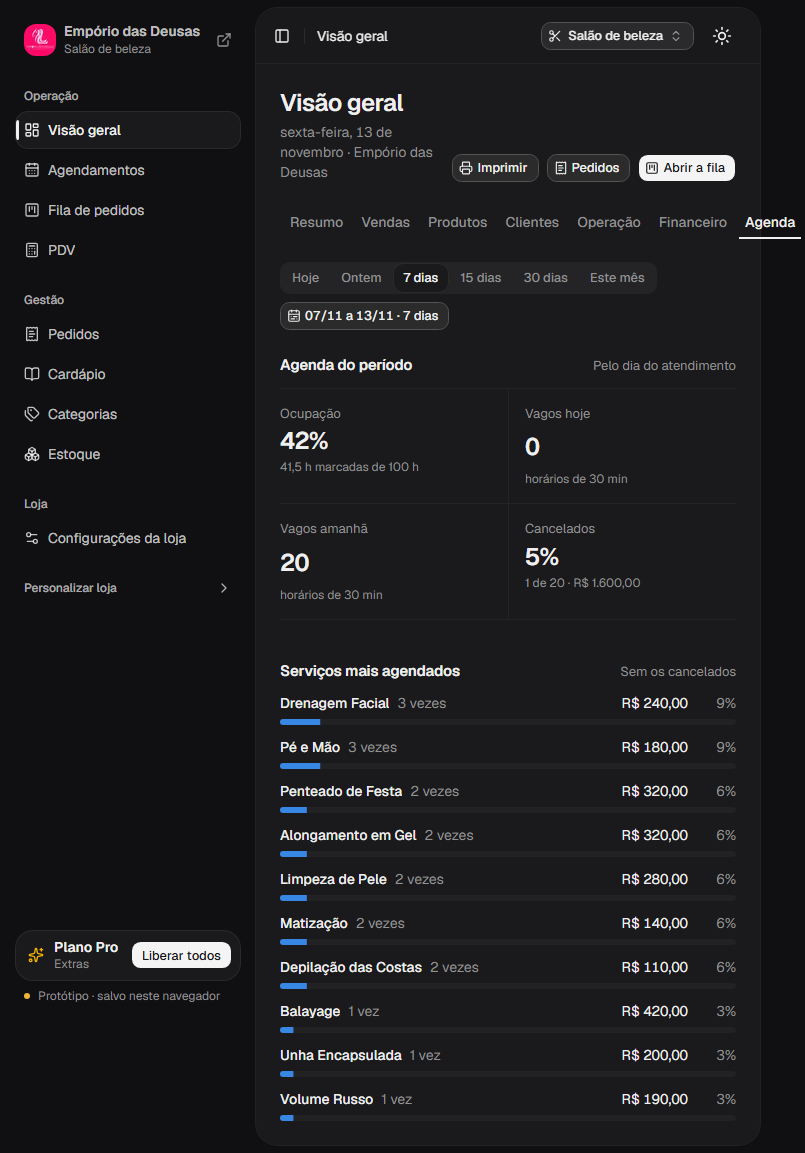 Empório das Deusas
Salão de beleza
Operação
Visão geral
Agendamentos
Fila de pedidos
PDV
Gestão
Pedidos
Cardápio
Categorias
Estoque
Loja
Configurações da loja
Personalizar loja
Plano Pro
Extras
Liberar todos
Protótipo · salvo neste navegador
Visão geral
Salão de beleza
Visão geral
sexta-feira, 13 de
novembro · Empório das
Deusas
Imprimir
Pedidos
Abrir a fila
Resumo Vendas Produtos Clientes Operação Financeiro Agenda
Hoje Ontem 7 dias 15 dias 30 dias Este mês
07/11 a 13/11 · 7 dias
Agenda do período Pelo dia do atendimento
Ocupação
42%
41,5 h marcadas de 100 h
Vagos hoje
0
horários de 30 min
Vagos amanhã
20
horários de 30 min
Cancelados
5%
1 de 20 · R$ 1.600,00
Serviços mais agendados Sem os cancelados
Drenagem Facial 3 vezes R$ 240,00 9%
Pé e Mão 3 vezes R$ 180,00 9%
Penteado de Festa 2 vezes R$ 320,00 6%
Alongamento em Gel 2 vezes R$ 320,00 6%
Limpeza de Pele 2 vezes R$ 280,00 6%
Matização 2 vezes R$ 140,00 6%
Depilação das Costas 2 vezes R$ 110,00 6%
Balayage 1 vez R$ 420,00 3%
Unha Encapsulada 1 vez R$ 200,00 3%
Volume Russo 1 vez R$ 190,00 3%